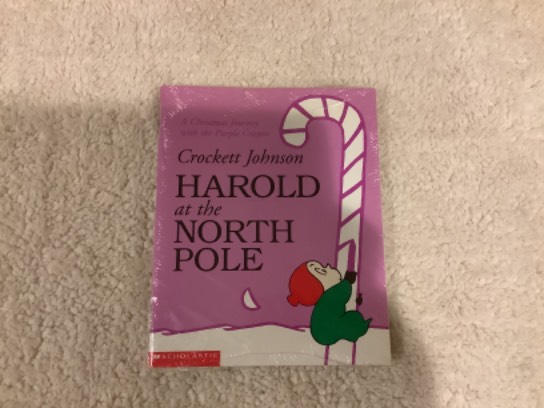 A Christmas Journey
with the Purple Crayon
Crockett Johnson
HAROLD
at the
NORTH
POLE
SCHOLASTIC